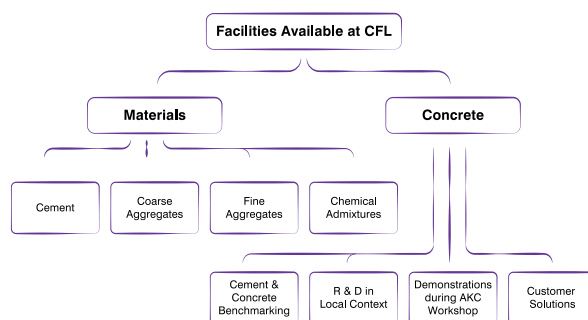 Facilities Available at CFL
Materials
Concrete
Cement
Coarse
Aggregates
Fine
Aggregates
Chemical
Admixtures
Cement &
Concrete
Benchmarking
R & D in
Local Context
Demonstrations
during AKC
Workshop
Customer
Solutions